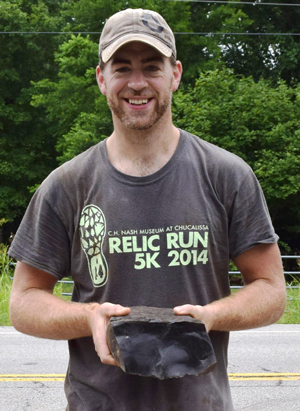 C.H. NASH MUSEUM AT CHUCALISSA
RELIC RUN
5K 2014